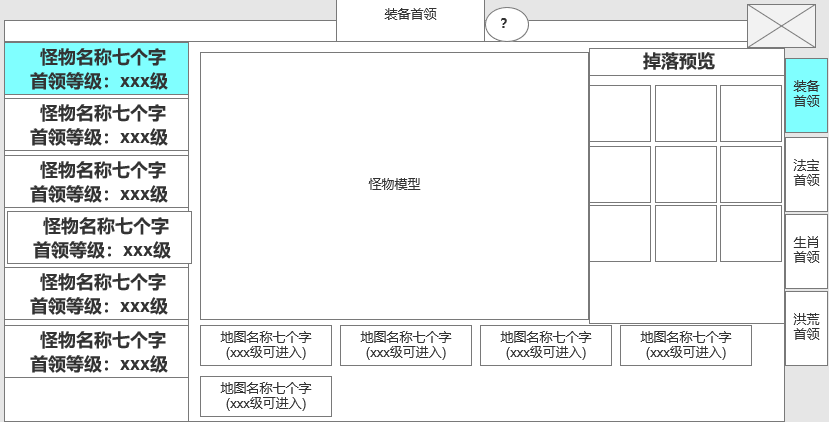 装备首领
?
怪物名称七个字
首领等级：xxx级
怪物名称七个字
首领等级：xxx级
怪物名称七个字
首领等级：xxx级
怪物名称七个字
首领等级：xxx级
怪物名称七个字
首领等级：xxx级
怪物名称七个字
首领等级：xxx级
怪物模型
掉落预览
装备
首领
法宝
首领
生肖
首领
洪荒
首领
地图名称七个字
(xxx级可进入)
地图名称七个字
(xxx级可进入)
地图名称七个字
(xxx级可进入)
地图名称七个字
(xxx级可进入)
地图名称七个字
(xxx级可进入)